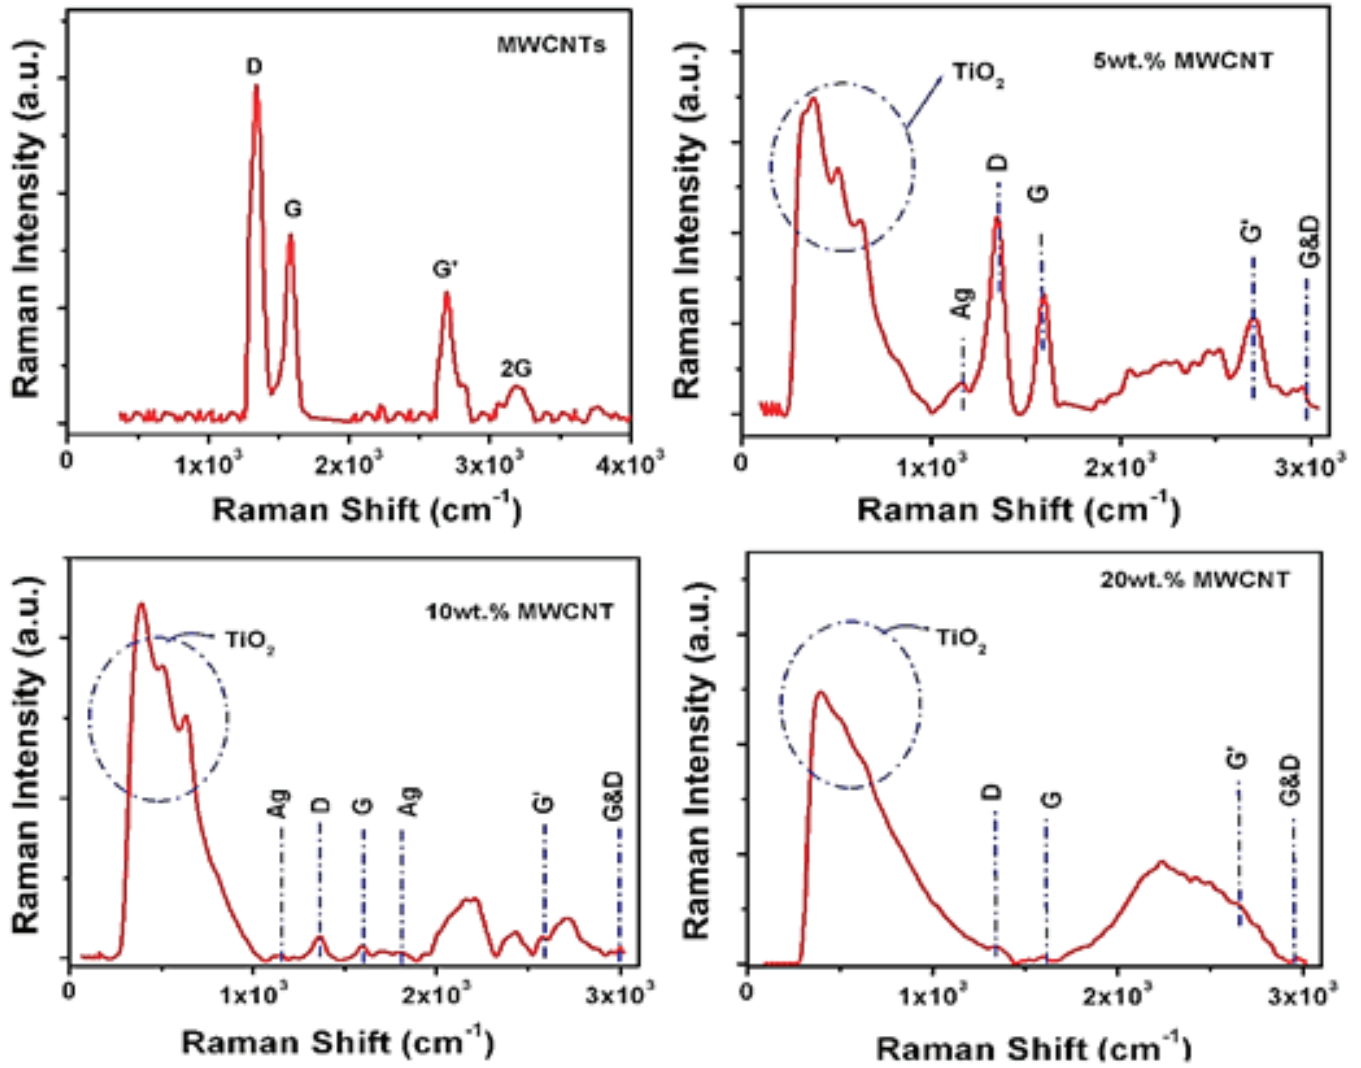 MWCNTs
D
G
G'
2G
0
1x10³
2x10³
3x10³
4x10³
Raman Shift (cm⁻¹)
Raman Intensity (a.u.)
5wt.% MWCNT
TiO₂
Ag
D
G
G'
G&D
0
1x10³
2x10³
3x10³
Raman Shift (cm⁻¹)
Raman Intensity (a.u.)
10wt.% MWCNT
TiO₂
Ag
D
G
Ag
G'
G&D
0
1x10³
2x10³
3x10³
Raman Shift (cm⁻¹)
Raman Intensity (a.u.)
20wt.% MWCNT
TiO₂
D
G
G'
G&D
0
1x10³
2x10³
3x10³
Raman Shift (cm⁻¹)
Raman Intensity (a.u.)